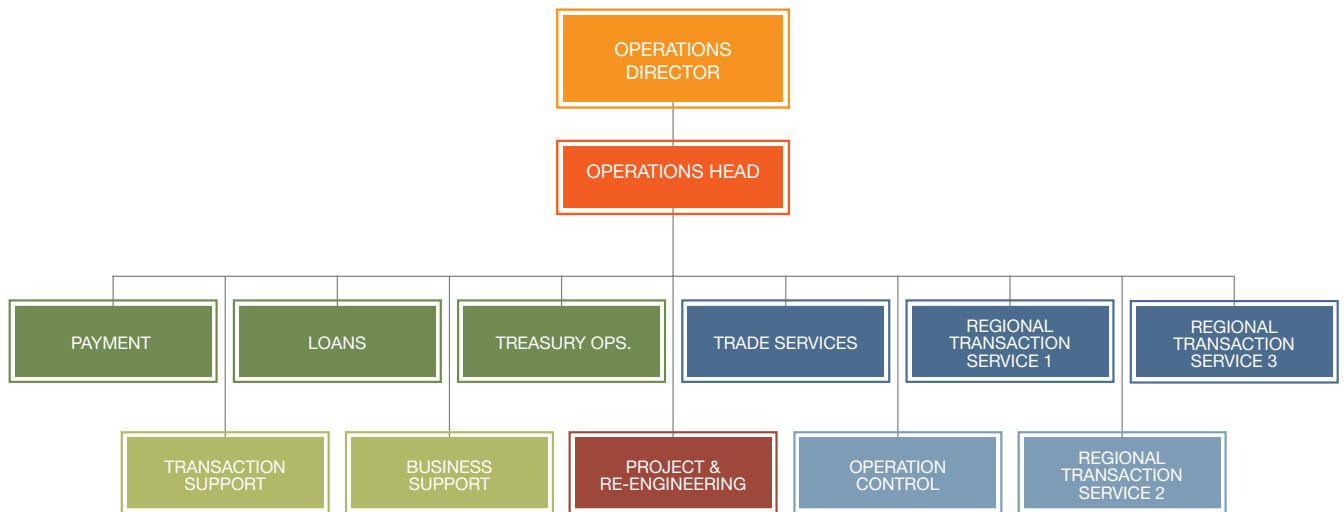 OPERATIONS
DIRECTOR
OPERATIONS HEAD
PAYMENT
LOANS
TREASURY OPS.
TRADE SERVICES
REGIONAL
TRANSACTION
SERVICE 1
REGIONAL
TRANSACTION
SERVICE 3
TRANSACTION
SUPPORT
BUSINESS
SUPPORT
PROJECT &
RE-ENGINEERING
OPERATION
CONTROL
REGIONAL
TRANSACTION
SERVICE 2